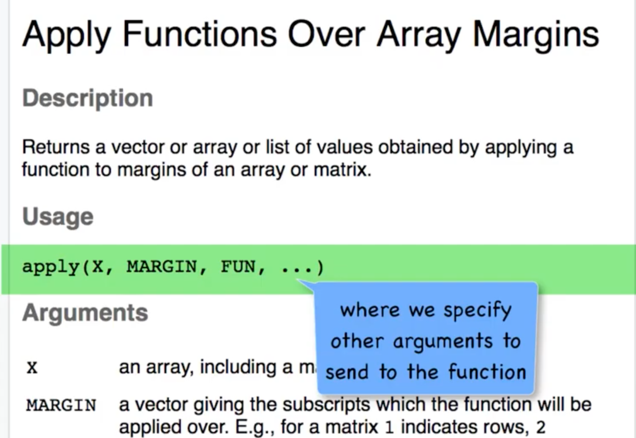 Apply Functions Over Array Margins
Description
Returns a vector or array or list of values obtained by applying a
function to margins of an array or matrix.
Usage
apply(X, MARGIN, FUN, ...)
where we specify
other arguments to
send to the function
Arguments
X an array, including a m
MARGIN a vector giving the subscripts which the function will be
applied over. E.g., for a matrix 1 indicates rows, 2